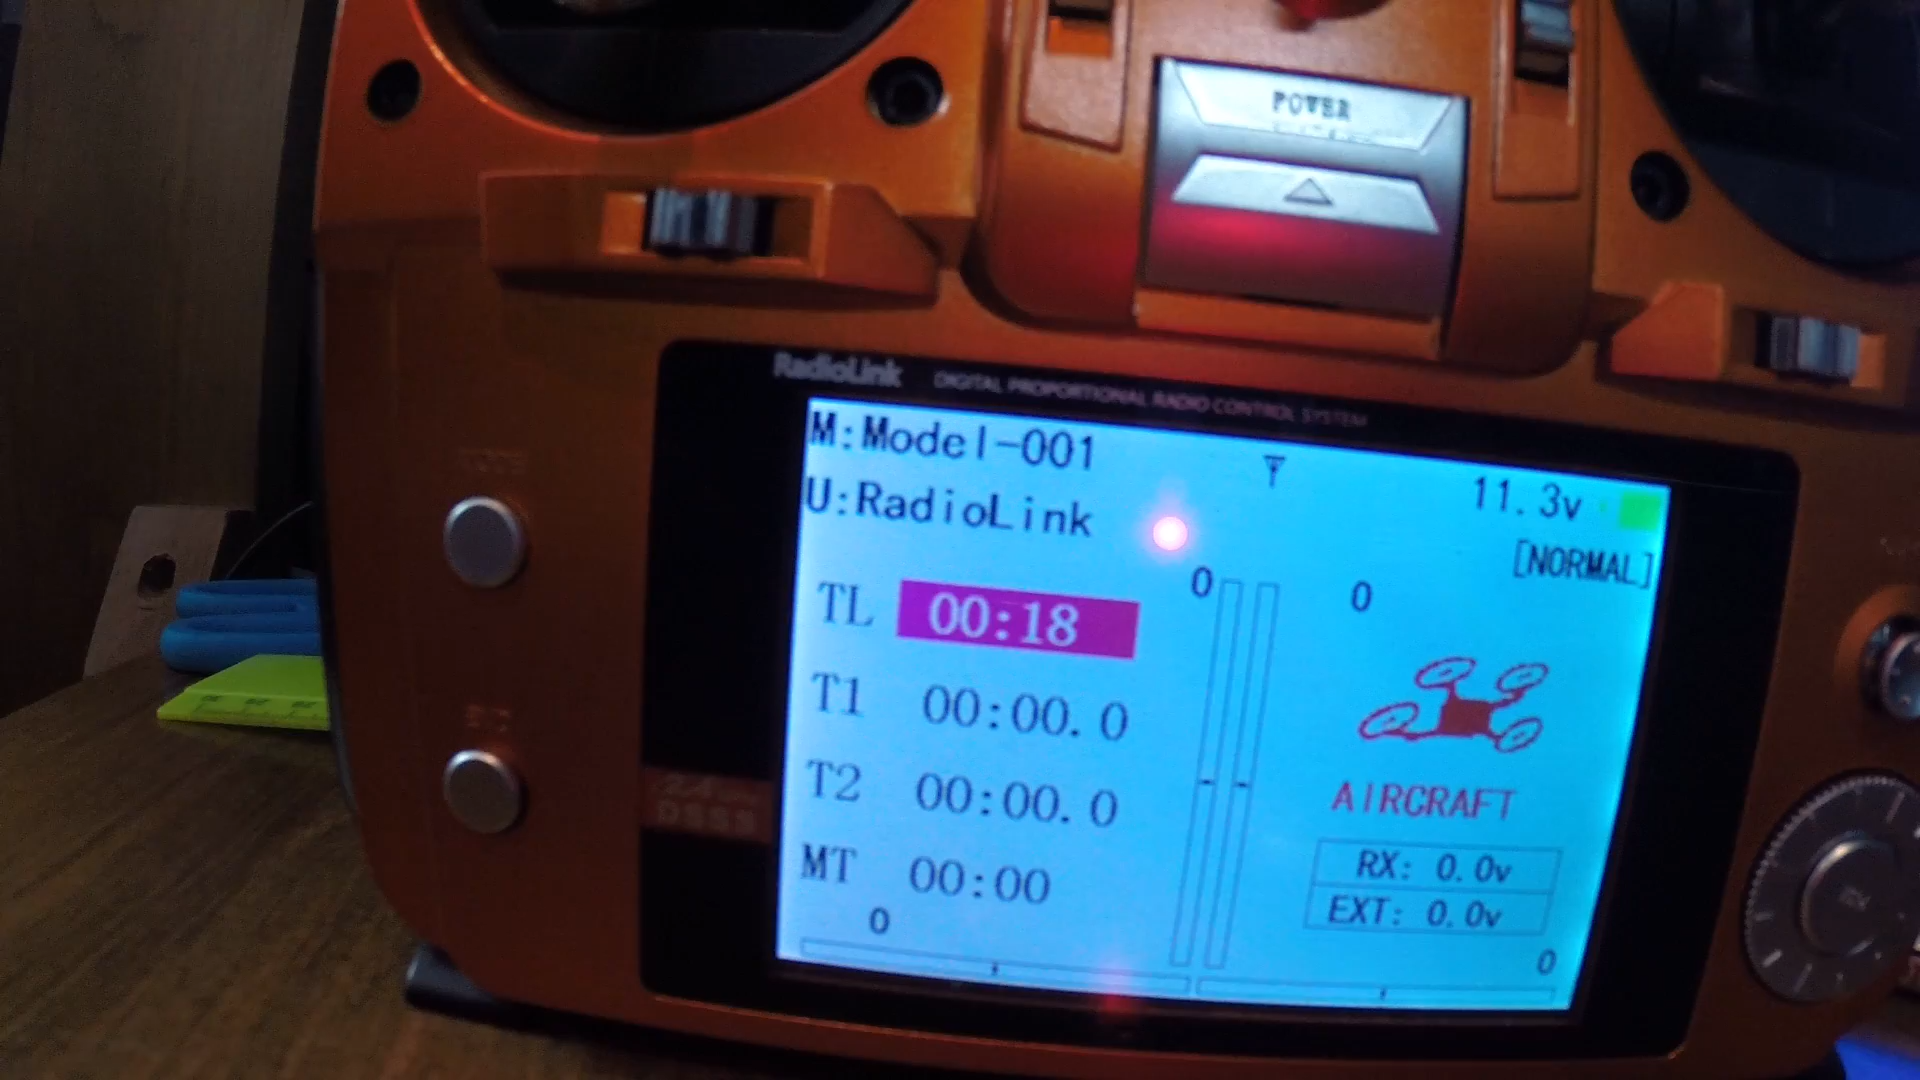 POWER
RadioLink DIGITAL PROPORTIONAL RADIO CONTROL SYSTEM
M:Model-001
11.3v
U:RadioLink
[NORMAL]
0
0
TL 00:18
T1 00:00.0
T2 00:00.0
AIRCRAFT
MT 00:00
RX: 0.0v
EXT: 0.0v
0
0
DSSS